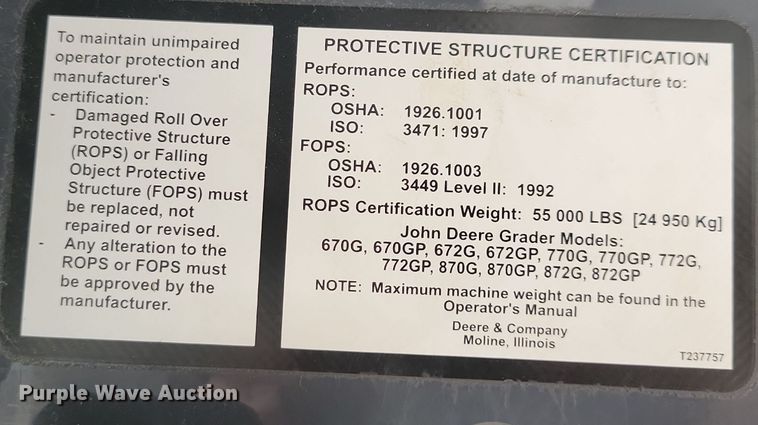 To maintain unimpaired
operator protection and
manufacturer's
certification:
- Damaged Roll Over
Protective Structure
(ROPS) or Falling
Object Protective
Structure (FOPS) must
be replaced, not
repaired or revised.
- Any alteration to the
ROPS or FOPS must
be approved by the
manufacturer.
PROTECTIVE STRUCTURE CERTIFICATION
Performance certified at date of manufacture to:
ROPS:
OSHA: 1926.1001
ISO: 3471: 1997
FOPS:
OSHA: 1926.1003
ISO: 3449 Level II: 1992
ROPS Certification Weight: 55 000 LBS [24 950 Kg]
John Deere Grader Models:
670G, 670GP, 672G, 672GP, 770G, 770GP, 772G,
772GP, 870G, 870GP, 872G, 872GP
NOTE: Maximum machine weight can be found in the
Operator's Manual
Deere & Company
Moline, Illinois
T237757
Purple Wave Auction